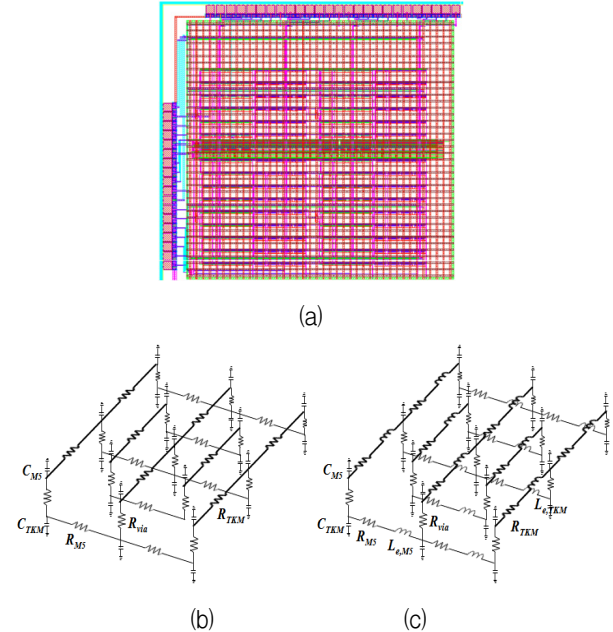 (a)
C_M5
C_TKM
R_M5
R_via
R_TKM
(b)
C_M5
C_TKM
R_M5
L_e,M5
R_via
R_TKM
L_e,TKM
(c)